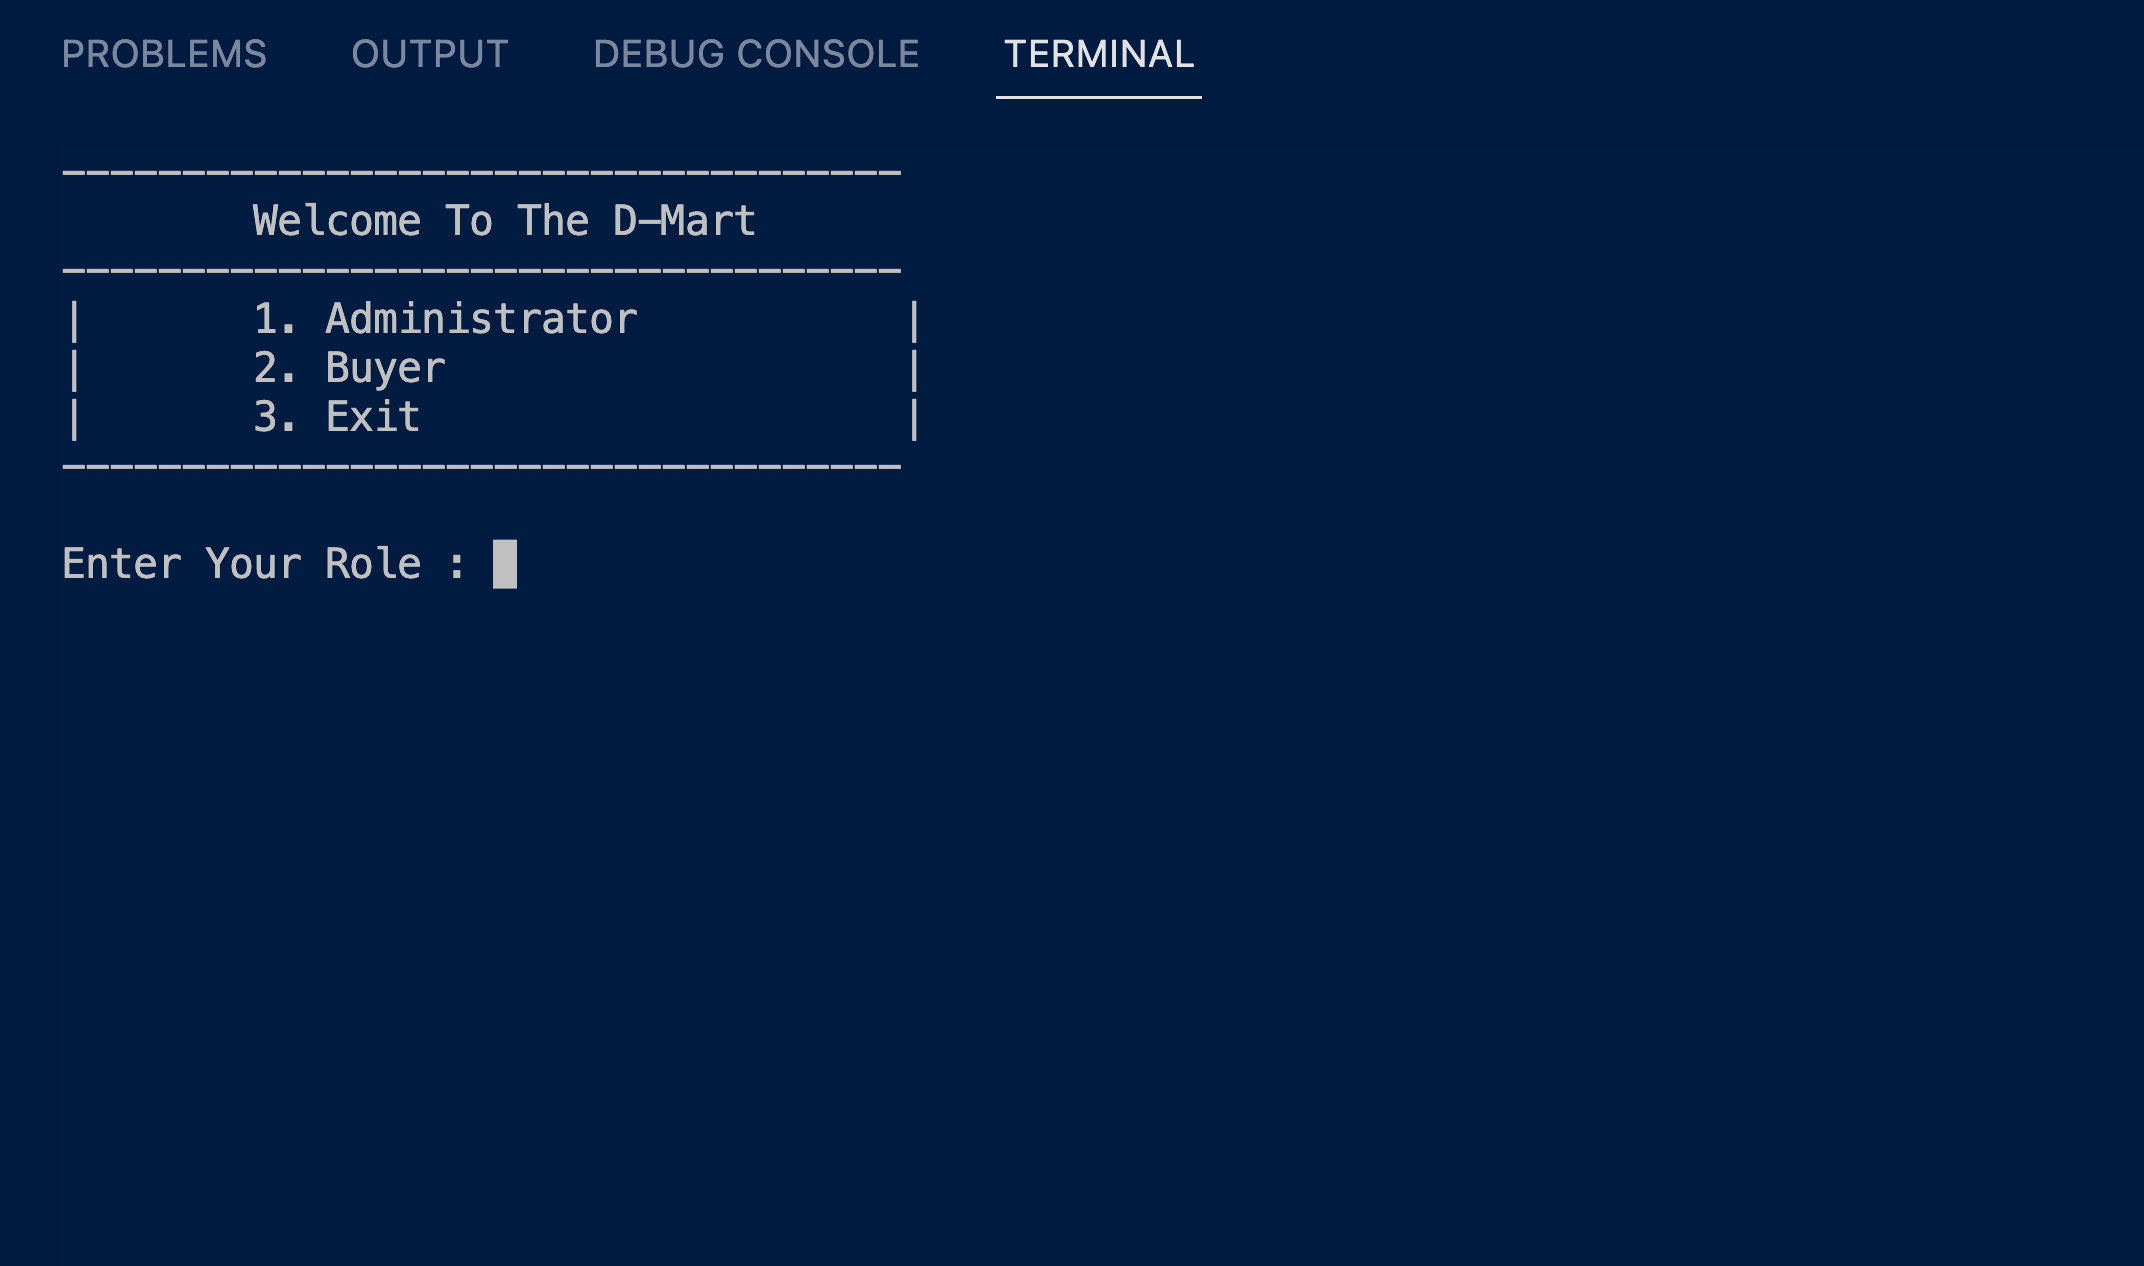 PROBLEMS OUTPUT DEBUG CONSOLE TERMINAL
-----------------------------------
Welcome To The D-Mart
-----------------------------------
| 1. Administrator |
| 2. Buyer |
| 3. Exit |
-----------------------------------
Enter Your Role :